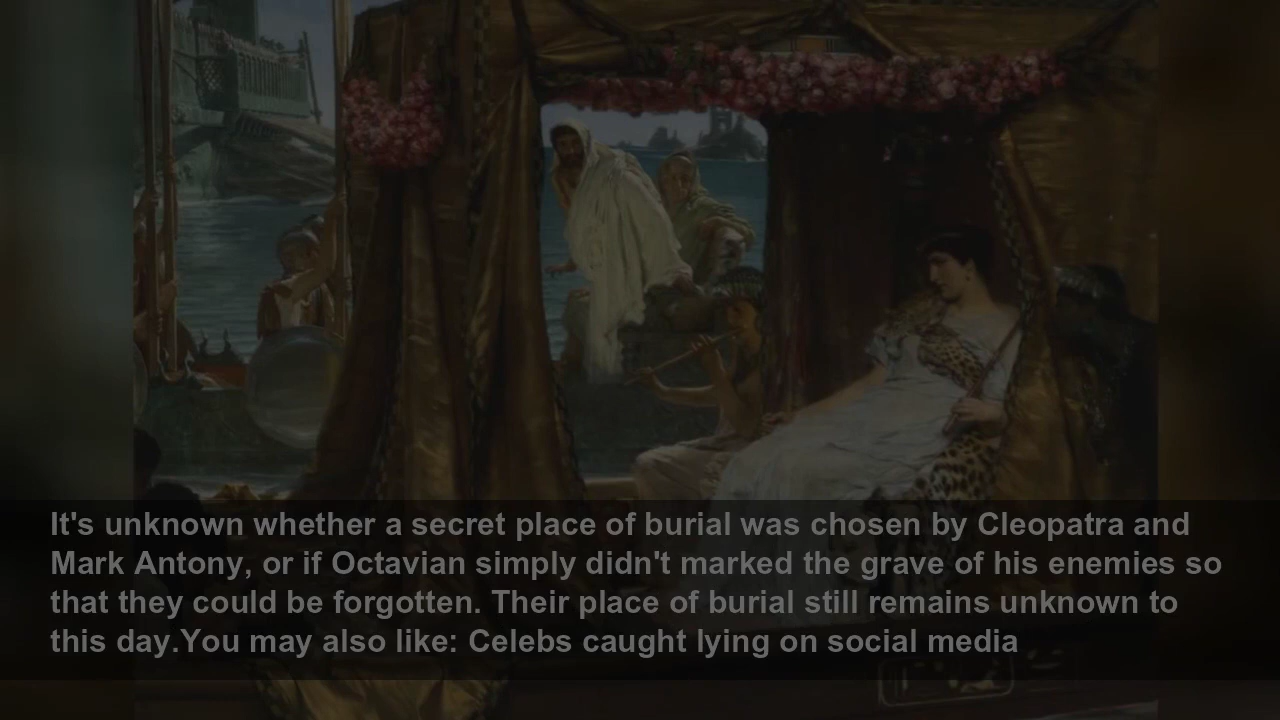 It's unknown whether a secret place of burial was chosen by Cleopatra and
Mark Antony, or if Octavian simply didn't marked the grave of his enemies so
that they could be forgotten. Their place of burial still remains unknown to
this day.You may also like: Celebs caught lying on social media